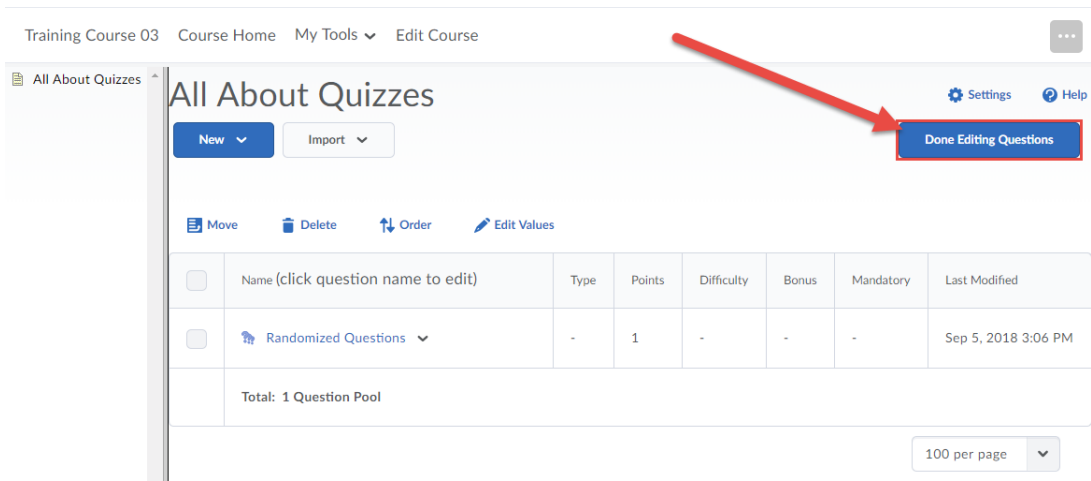 Training Course 03 Course Home My Tools Edit Course
All About Quizzes
All About Quizzes
Settings Help
New Import Done Editing Questions
Move Delete Order Edit Values
Name (click question name to edit) Type Points Difficulty Bonus Mandatory Last Modified
Randomized Questions - 1 - - - Sep 5, 2018 3:06 PM
Total: 1 Question Pool
100 per page